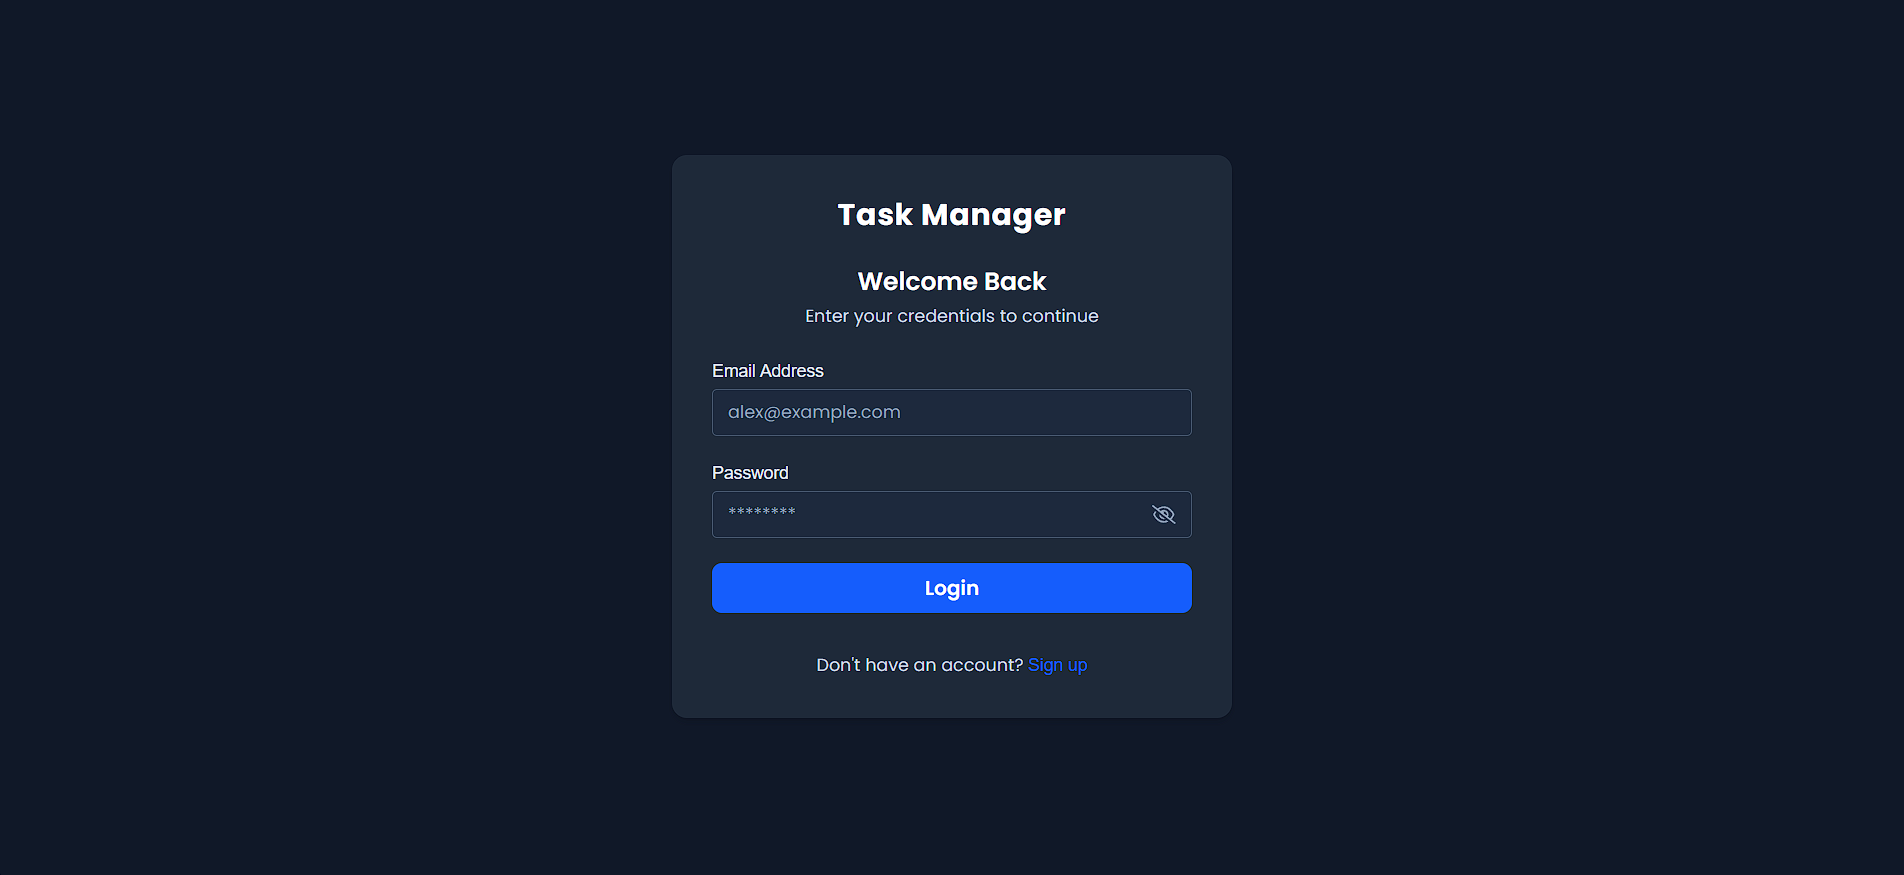 Task Manager
Welcome Back
Enter your credentials to continue
Email Address
alex@example.com
Password
********
Login
Don't have an account? Sign up